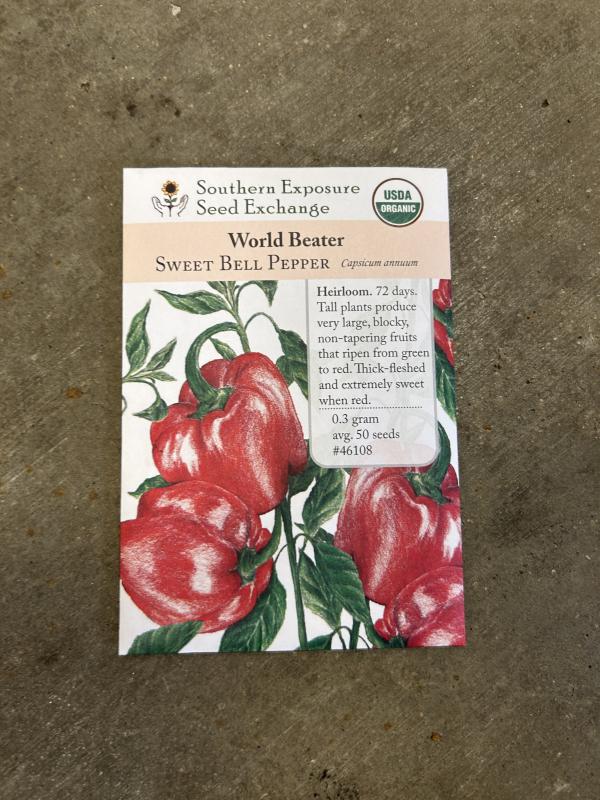 Southern Exposure
Seed Exchange
USDA
ORGANIC
World Beater
SWEET BELL PEPPER Capsicum annuum
Heirloom. 72 days.
Tall plants produce
very large, blocky,
non-tapering fruits
that ripen from green
to red. Thick-fleshed
and extremely sweet
when red.
0.3 gram
avg. 50 seeds
#46108